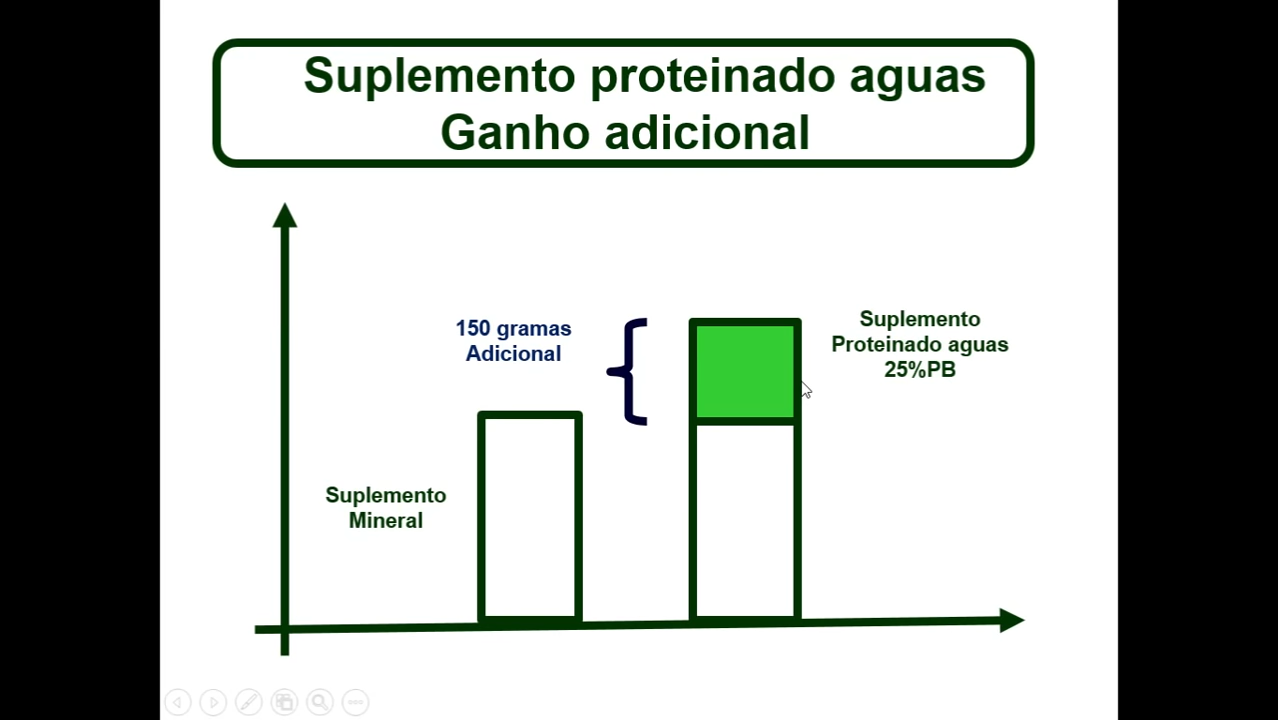 Suplemento proteinado aguas
Ganho adicional
150 gramas
Adicional
Suplemento
Proteinado aguas
25%PB
Suplemento
Mineral